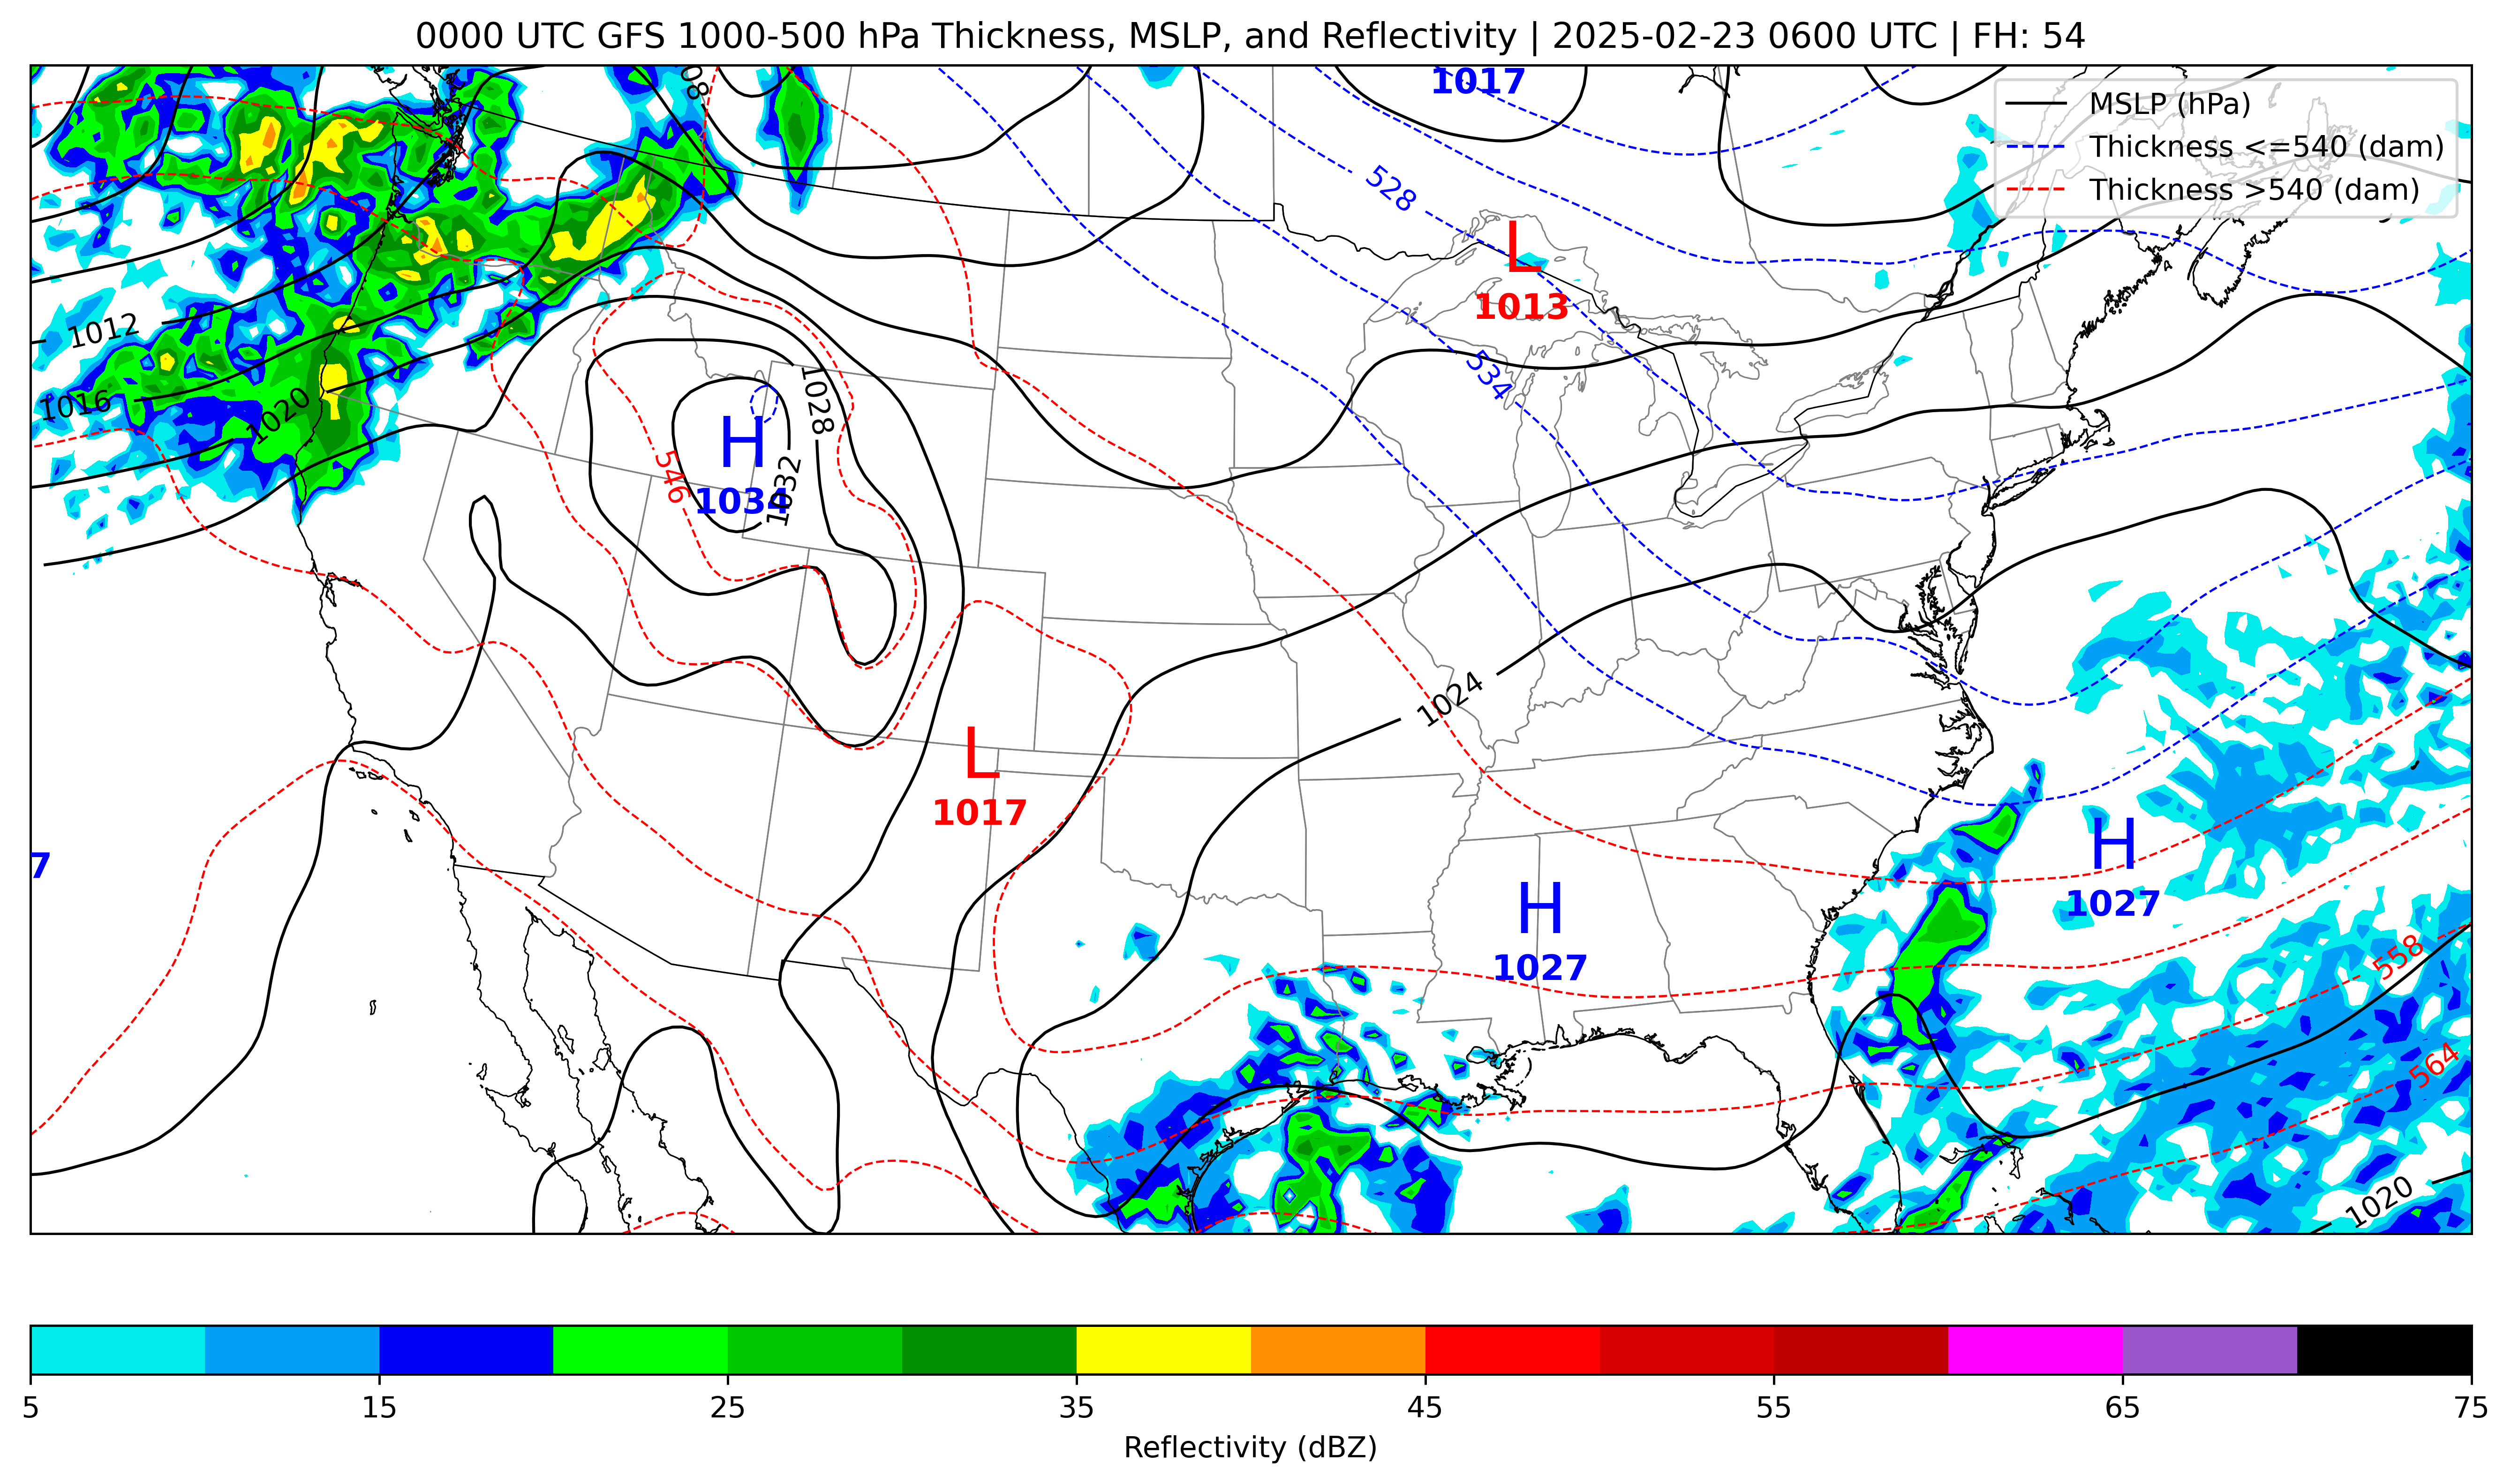 0000 UTC GFS 1000-500 hPa Thickness, MSLP, and Reflectivity | 2025-02-23 0600 UTC | FH: 54
1017
MSLP (hPa)
Thickness <=540 (dam)
Thickness >540 (dam)
528
L
1013
1012
534
1016
1020
1028
H
546
1032
1034
1024
L
1017
7
H
1027
H
1027
558
564
1020
5
15
25
35
45
55
65
75
Reflectivity (dBZ)